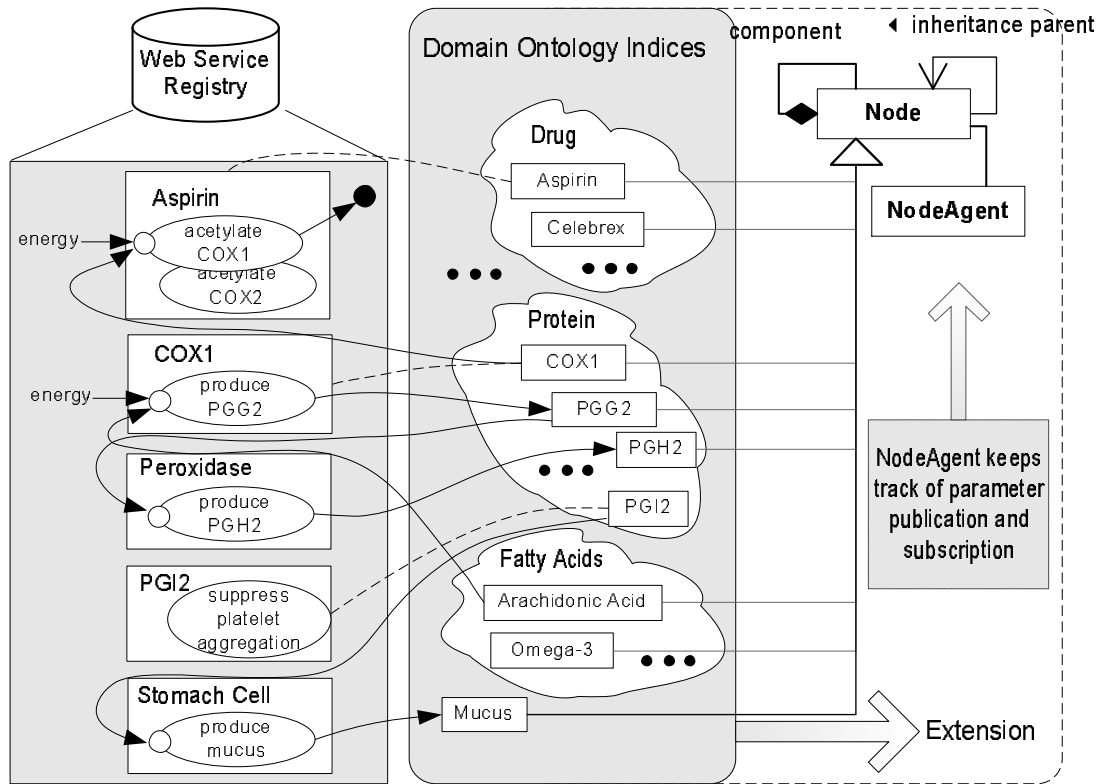 Web Service
Registry
Aspirin
energy
acetylate
COX1
acetylate
COX2
COX1
energy
produce
PGG2
Peroxidase
produce
PGH2
PGI2
suppress
platelet
aggregation
Stomach Cell
produce
mucus
Domain Ontology Indices
Drug
Aspirin
Celebrex
Protein
COX1
PGG2
PGH2
PGI2
Fatty Acids
Arachidonic Acid
Omega-3
Mucus
component
inheritance parent
Node
NodeAgent
NodeAgent keeps
track of parameter
publication and
subscription
Extension